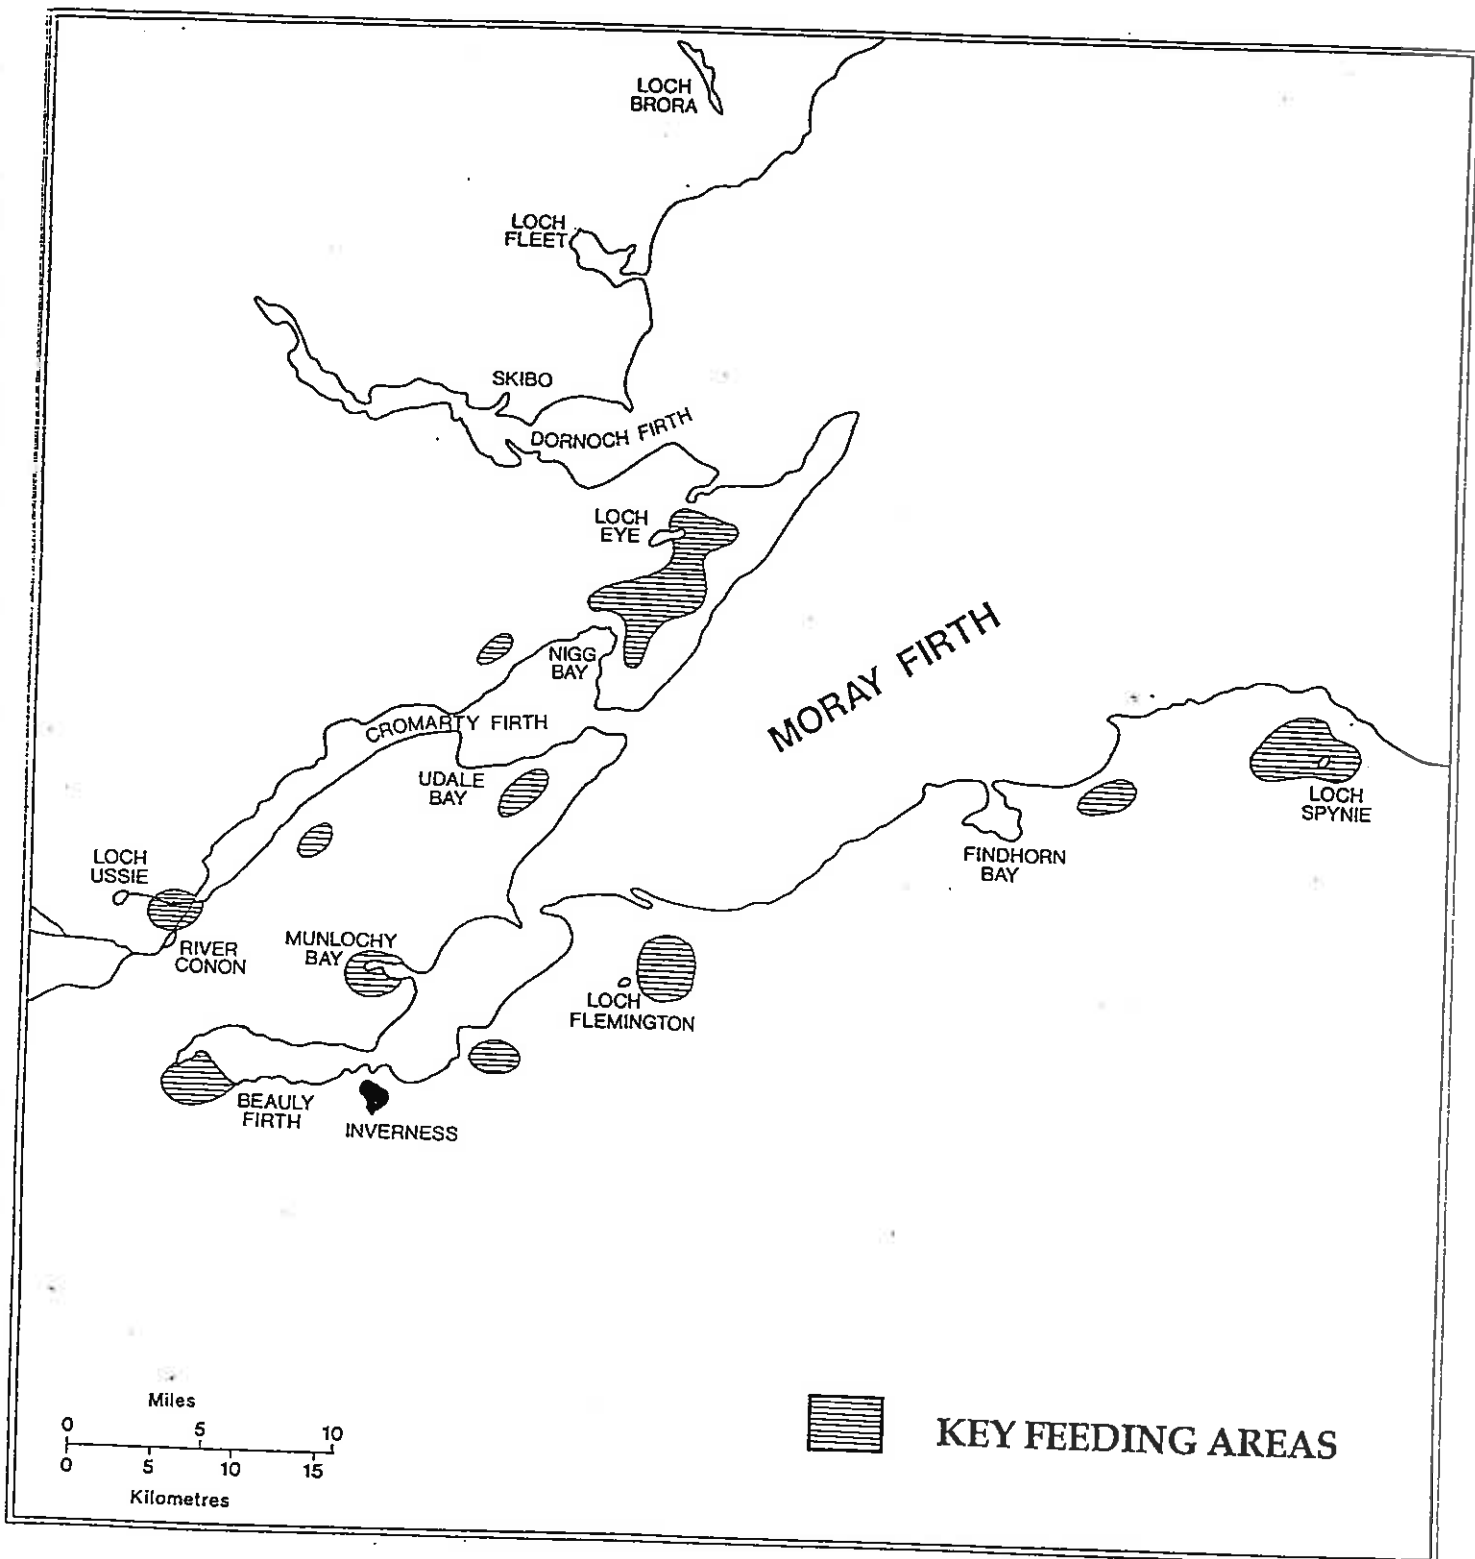 LOCH
BRORA
LOCH
FLEET
SKIBO
DORNOCH FIRTH
LOCH
EYE
NIGG
BAY
MORAY FIRTH
CROMARTY FIRTH
UDALE
BAY
LOCH
SPYNIE
FINDHORN
BAY
LOCH
USSIE
RIVER
CONON
MUNLOCHY
BAY
LOCH
FLEMINGTON
BEAULY
FIRTH
INVERNESS
Miles
0 5 10
0 5 10 15
Kilometres
KEY FEEDING AREAS